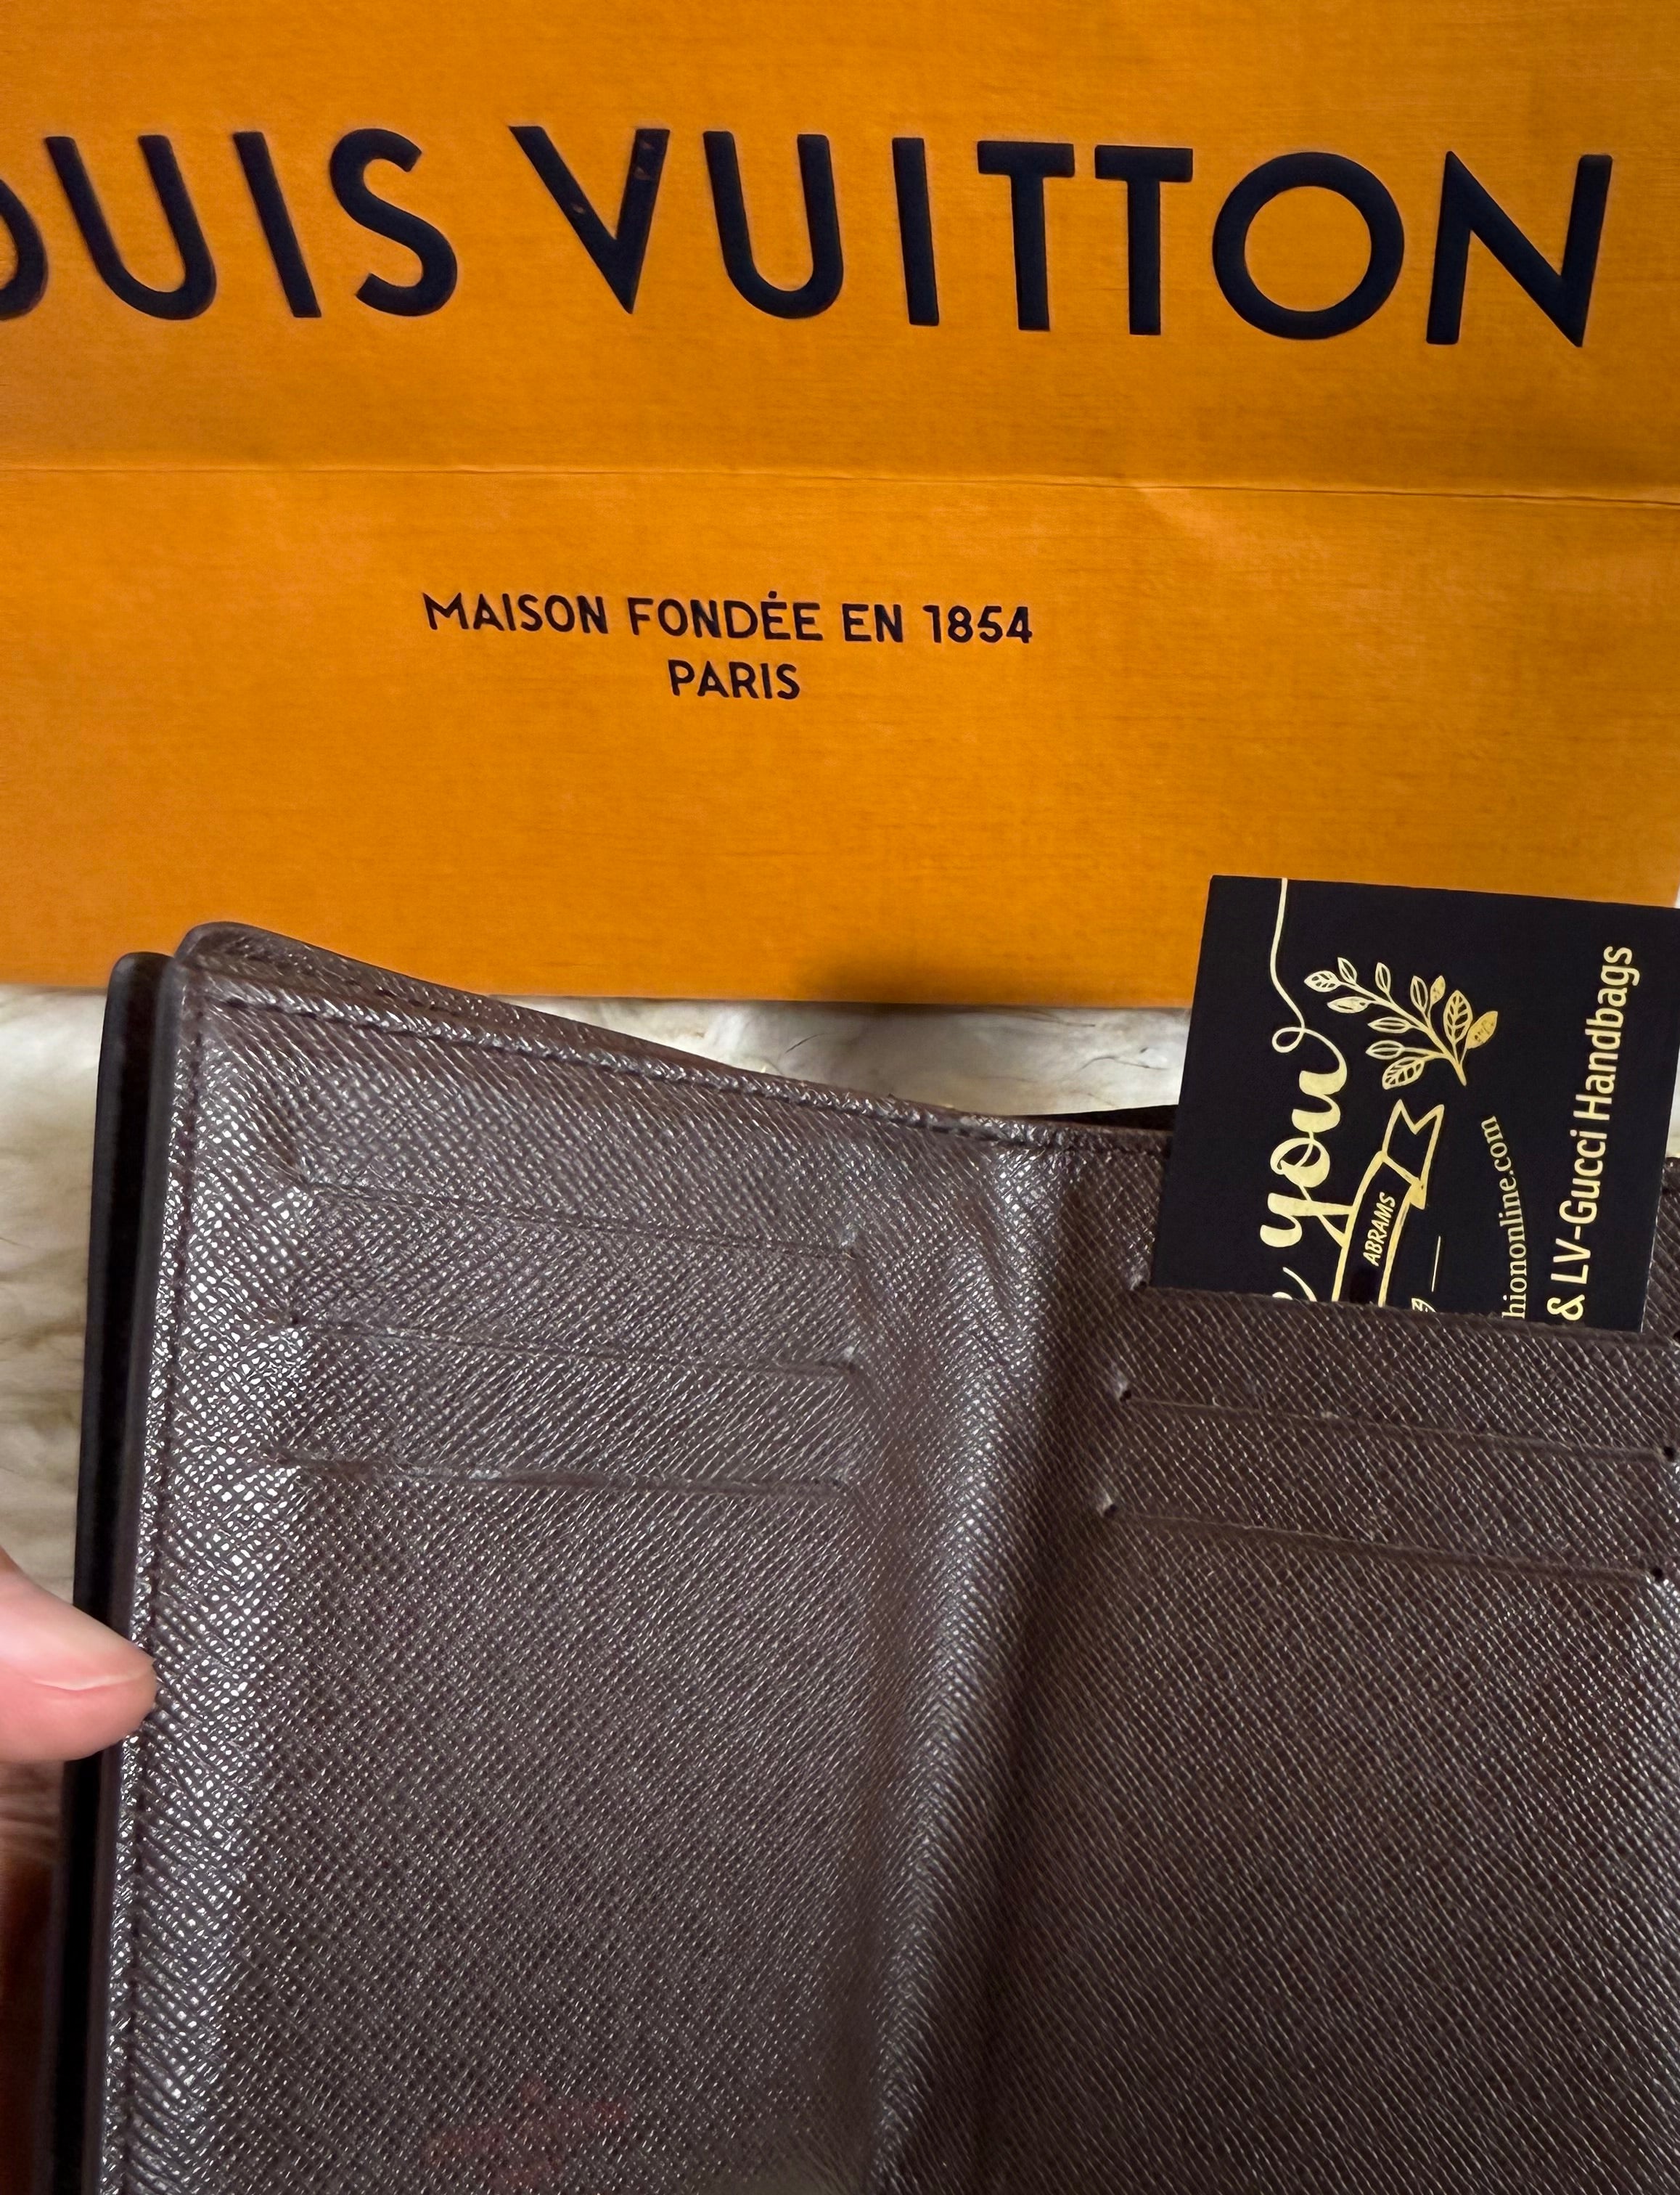 OUIS VUITTON
MAISON FONDÉE EN 1854
PARIS
you
ABRAMS
hiononline.com
& LV-Gucci Handbags